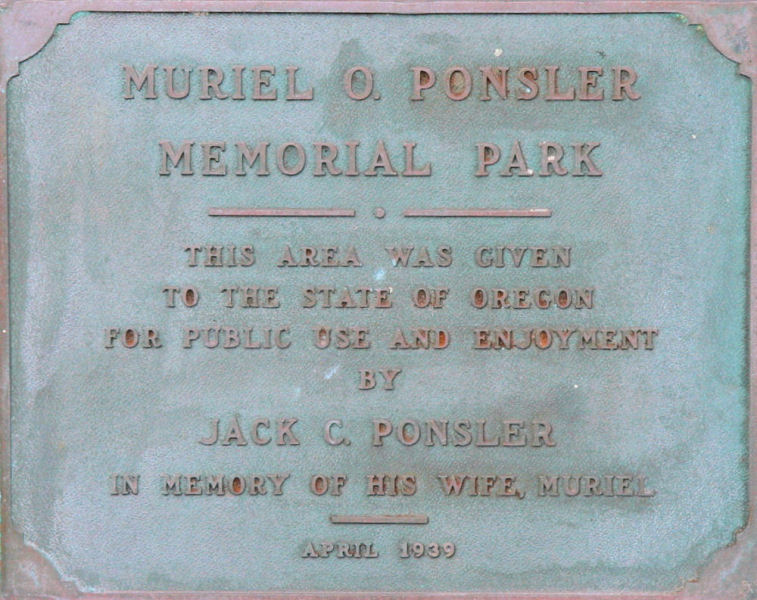 MURIEL O. PONSLER
MEMORIAL PARK
THIS AREA WAS GIVEN
TO THE STATE OF OREGON
FOR PUBLIC USE AND ENJOYMENT
BY
JACK C. PONSLER
IN MEMORY OF HIS WIFE, MURIEL
APRIL 1939